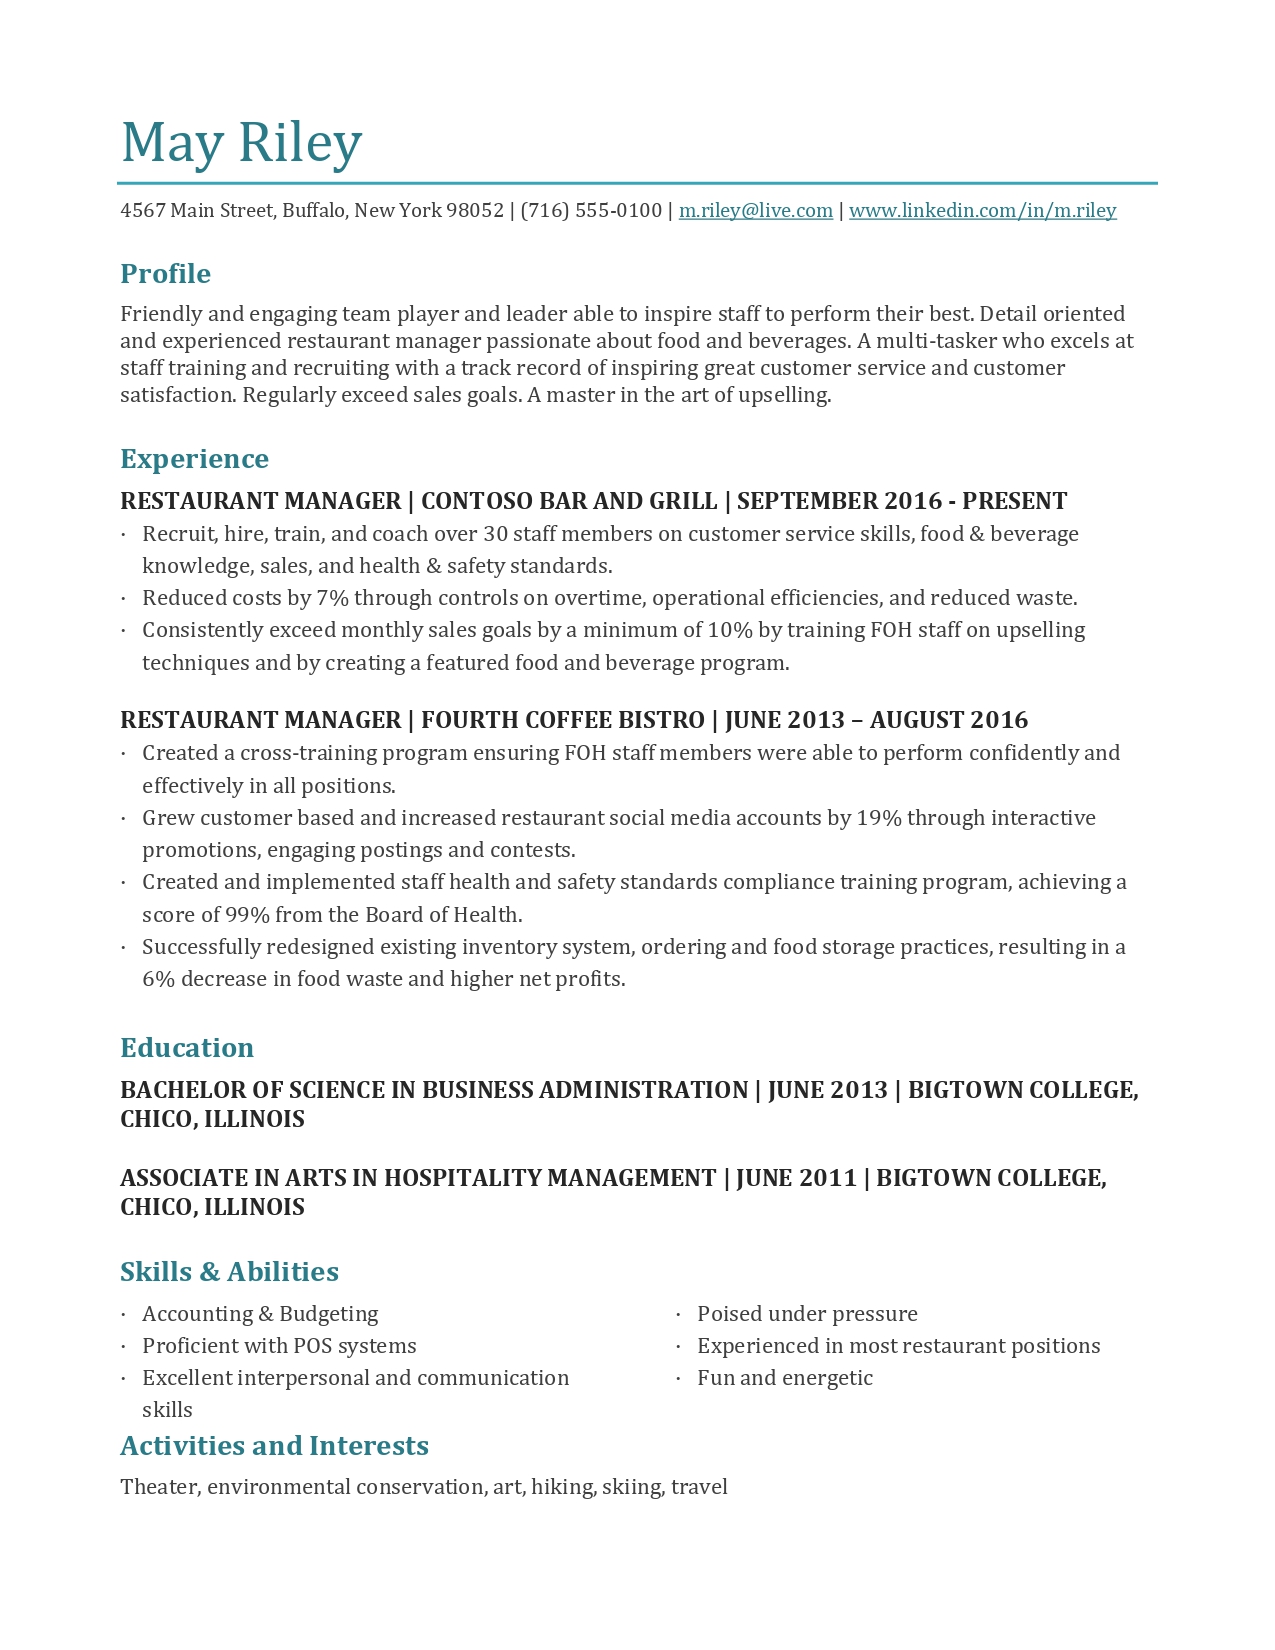 May Riley
4567 Main Street, Buffalo, New York 98052 | (716) 555-0100 | m.riley@live.com | www.linkedin.com/in/m.riley
Profile
Friendly and engaging team player and leader able to inspire staff to perform their best. Detail oriented
and experienced restaurant manager passionate about food and beverages. A multi-tasker who excels at
staff training and recruiting with a track record of inspiring great customer service and customer
satisfaction. Regularly exceed sales goals. A master in the art of upselling.
Experience
RESTAURANT MANAGER | CONTOSO BAR AND GRILL | SEPTEMBER 2016 - PRESENT
· Recruit, hire, train, and coach over 30 staff members on customer service skills, food & beverage
knowledge, sales, and health & safety standards.
· Reduced costs by 7% through controls on overtime, operational efficiencies, and reduced waste.
· Consistently exceed monthly sales goals by a minimum of 10% by training FOH staff on upselling
techniques and by creating a featured food and beverage program.
RESTAURANT MANAGER | FOURTH COFFEE BISTRO | JUNE 2013 – AUGUST 2016
· Created a cross-training program ensuring FOH staff members were able to perform confidently and
effectively in all positions.
· Grew customer based and increased restaurant social media accounts by 19% through interactive
promotions, engaging postings and contests.
· Created and implemented staff health and safety standards compliance training program, achieving a
score of 99% from the Board of Health.
· Successfully redesigned existing inventory system, ordering and food storage practices, resulting in a
6% decrease in food waste and higher net profits.
Education
BACHELOR OF SCIENCE IN BUSINESS ADMINISTRATION | JUNE 2013 | BIGTOWN COLLEGE,
CHICO, ILLINOIS
ASSOCIATE IN ARTS IN HOSPITALITY MANAGEMENT | JUNE 2011 | BIGTOWN COLLEGE,
CHICO, ILLINOIS
Skills & Abilities
· Accounting & Budgeting
· Proficient with POS systems
· Excellent interpersonal and communication
skills
· Poised under pressure
· Experienced in most restaurant positions
· Fun and energetic
Activities and Interests
Theater, environmental conservation, art, hiking, skiing, travel